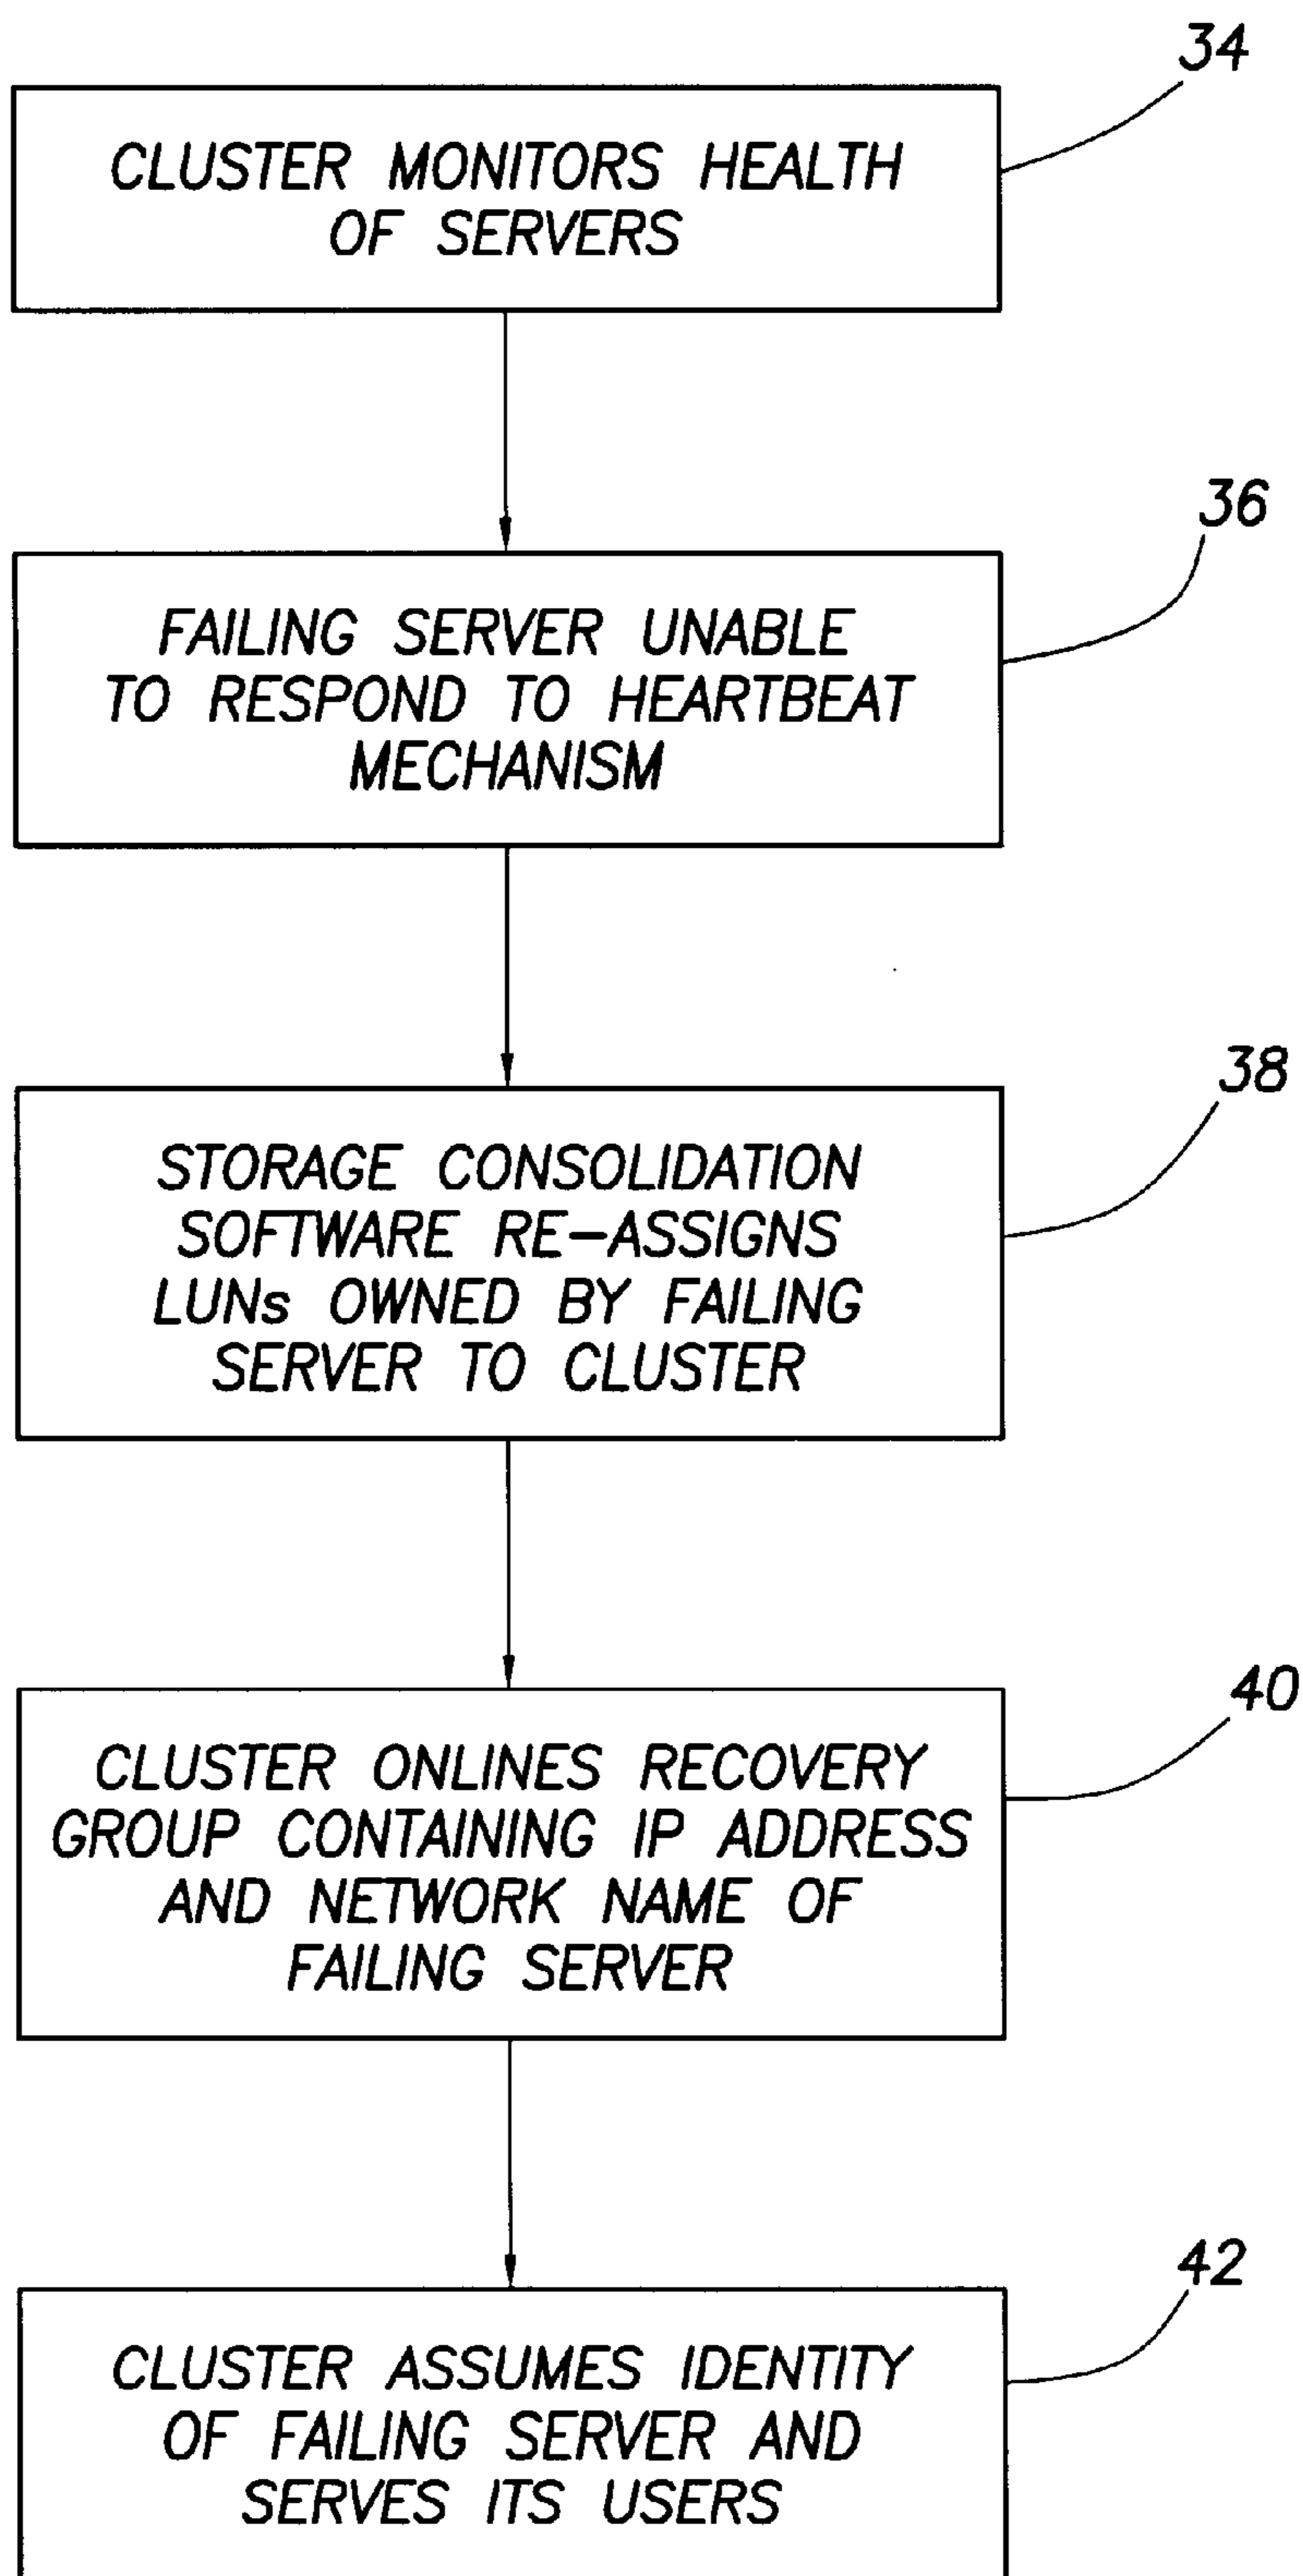 34
CLUSTER MONITORS HEALTH
OF SERVERS
36
FAILING SERVER UNABLE
TO RESPOND TO HEARTBEAT
MECHANISM
38
STORAGE CONSOLIDATION
SOFTWARE RE-ASSIGNS
LUNs OWNED BY FAILING
SERVER TO CLUSTER
40
CLUSTER ONLINES RECOVERY
GROUP CONTAINING IP ADDRESS
AND NETWORK NAME OF
FAILING SERVER
42
CLUSTER ASSUMES IDENTITY
OF FAILING SERVER AND
SERVES ITS USERS